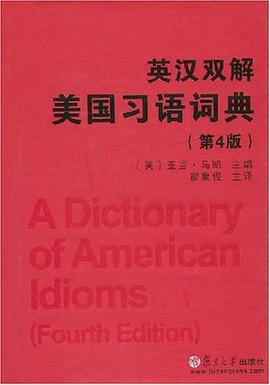 英汉双解
美国习语词典
(第4版)
〔美〕亚当·马凯 主编
翟象俊 主译
A Dictionary of
American
Idioms
(Fourth Edition)
复旦大学 出版社
www.fudanpress.com